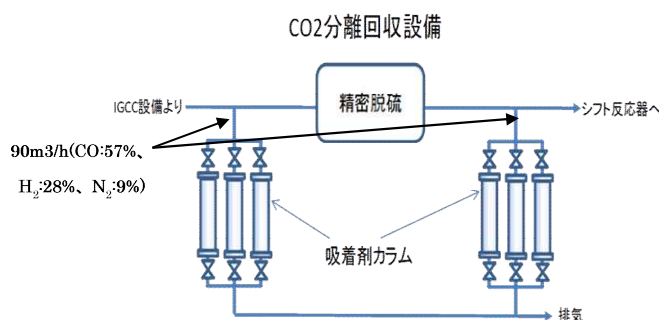 CO2分離回収設備
IGCC設備より
精密脱硫
シフト反応器へ
90m3/h(CO:57%、
H2:28%、N2:9%)
吸着剤カラム
排気